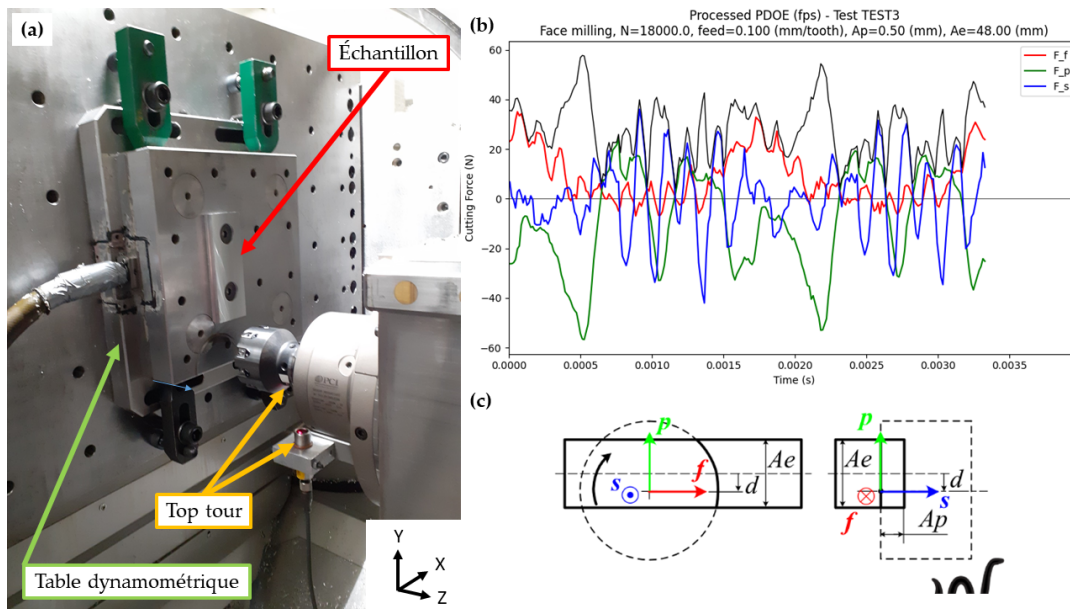 (a)
Échantillon
Top tour
Table dynamométrique
Y
X
Z
(b)
Processed PDOE (fps) - Test TEST3
Face milling, N=18000.0, feed=0.100 (mm/tooth), Ap=0.50 (mm), Ae=48.00 (mm)
F_f
F_p
F_s
Cutting Force (N)
40
20
0
−20
−40
−60
0.0000 0.0005 0.0010 0.0015 0.0020 0.0025 0.0030 0.0035
Time (s)
(c)
p
Ae
f
d
s
p
Ae
d
s
f
Ap